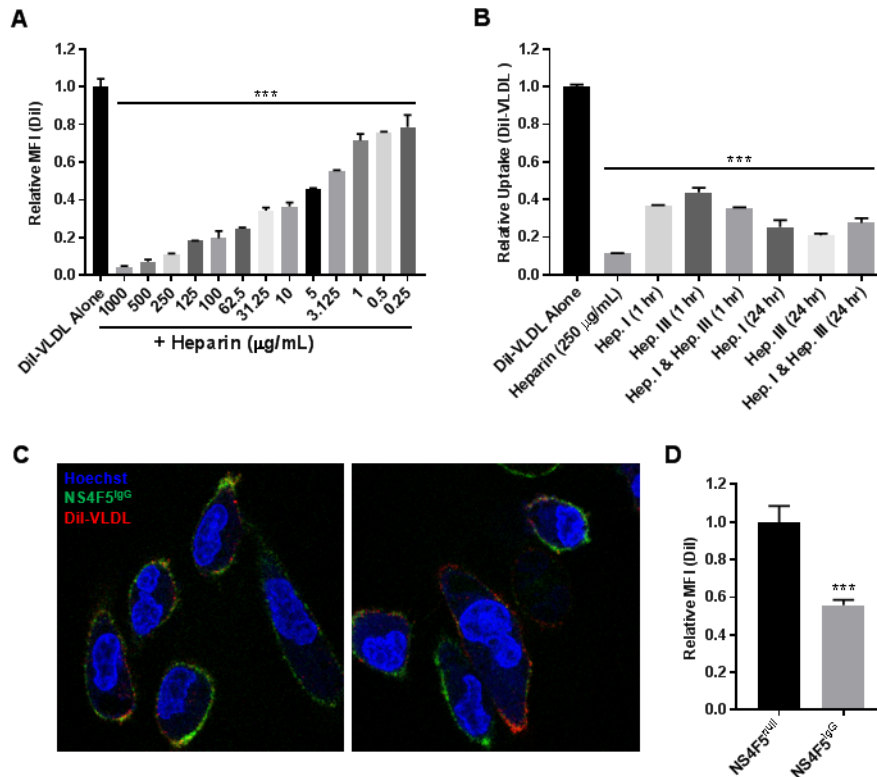 A
Relative MFI (DiI)
1.2
1.0
0.8
0.6
0.4
0.2
0.0
***
DiI-VLDL Alone
1000
500
250
125
100
62.5
31.25
10
5
3.125
1
0.5
0.25
+ Heparin (μg/mL)
B
Relative Uptake (DiI-VLDL )
1.2
1.0
0.8
0.6
0.4
0.2
0.0
***
DiI-VLDL Alone
Heparin (250 μg/mL)
Hep. I (1 hr)
Hep. III (1 hr)
Hep. I & Hep. III (1 hr)
Hep. I (24 hr)
Hep. III (24 hr)
Hep. I & Hep. III (24 hr)
C
Hoechst
NS4F5IgG
DiI-VLDL
D
Relative MFI (DiI)
1.2
1.0
0.8
0.6
0.4
0.2
0.0
***
NS4F5null
NS4F5IgG